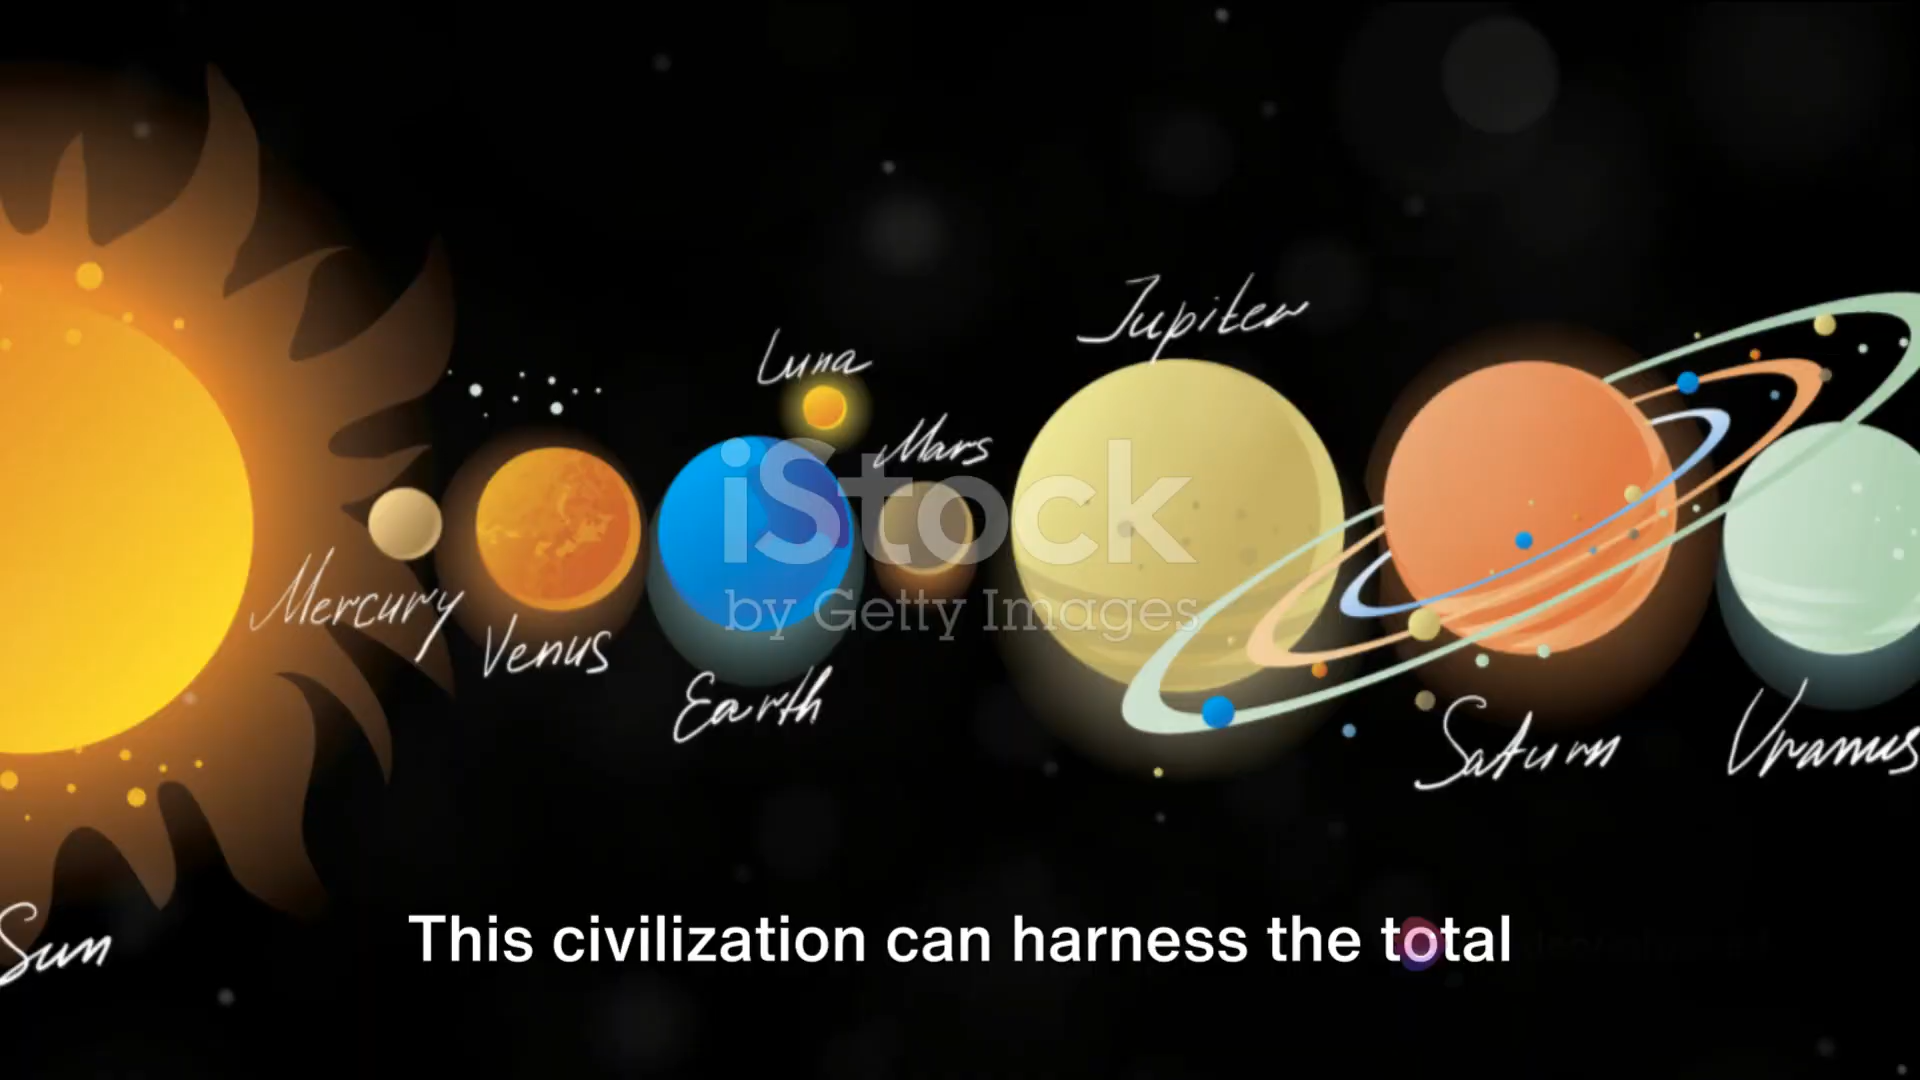 Jupiter
Luna
Mars
iStock
by Getty Images
Mercury
Venus
Earth
Saturn
Uranus
Sun
This civilization can harness the total